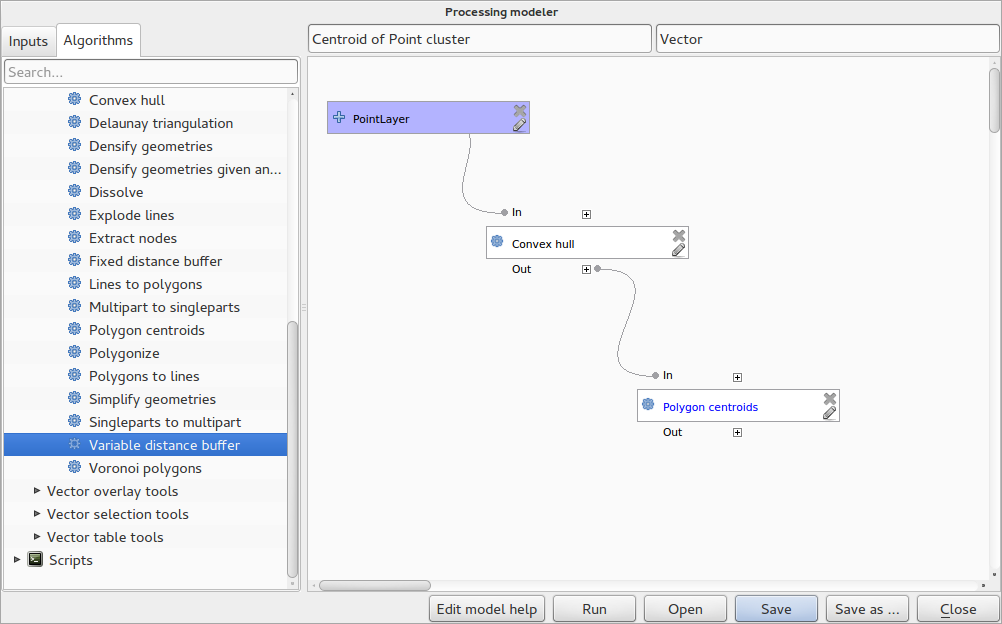 Processing modeler
Inputs
Algorithms
Centroid of Point cluster
Vector
Search...
Convex hull
Delaunay triangulation
Densify geometries
Densify geometries given an...
Dissolve
Explode lines
Extract nodes
Fixed distance buffer
Lines to polygons
Multipart to singleparts
Polygon centroids
Polygonize
Polygons to lines
Simplify geometries
Singleparts to multipart
Variable distance buffer
Voronoi polygons
Vector overlay tools
Vector selection tools
Vector table tools
Scripts
PointLayer
In
Convex hull
Out
In
Polygon centroids
Out
Edit model help
Run
Open
Save
Save as ...
Close